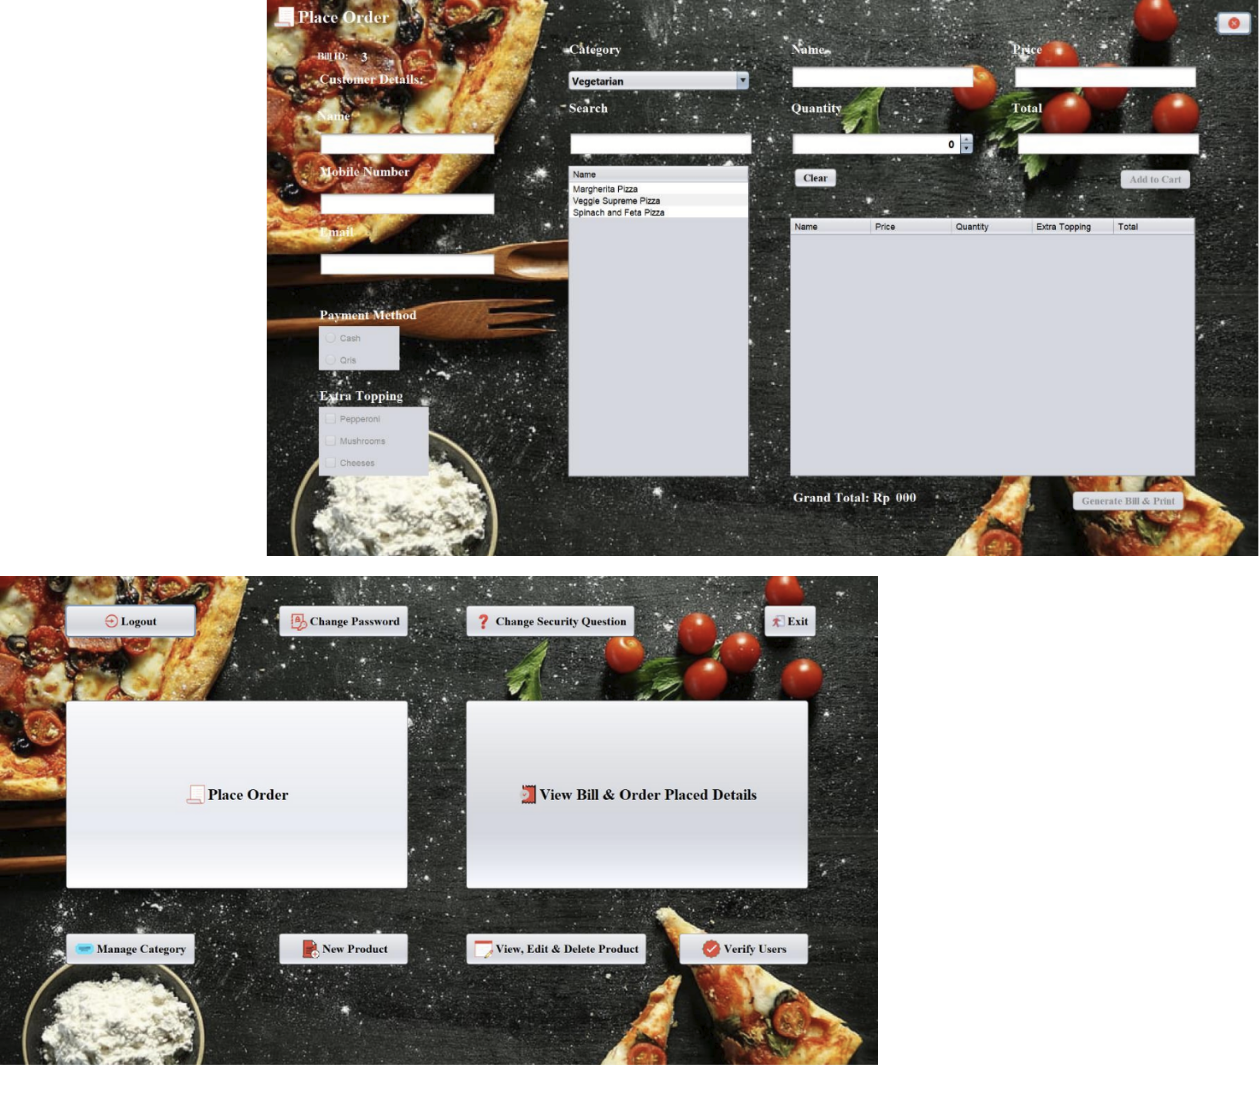 Place Order
Bill ID: 3
Customer Details:
Name
Mobile Number
Email
Payment Method
Cash
Qris
Extra Topping
Pepperoni
Mushrooms
Cheeses
Category
Vegetarian
Search
Name
Margherita Pizza
Veggie Supreme Pizza
Spinach and Feta Pizza
Name Price
Quantity Total
0
Clear Add to Cart
Name Price Quantity Extra Topping Total
Grand Total: Rp 000 Generate Bill & Print
Logout Change Password Change Security Question Exit
Place Order View Bill & Order Placed Details
Manage Category New Product View, Edit & Delete Product Verify Users